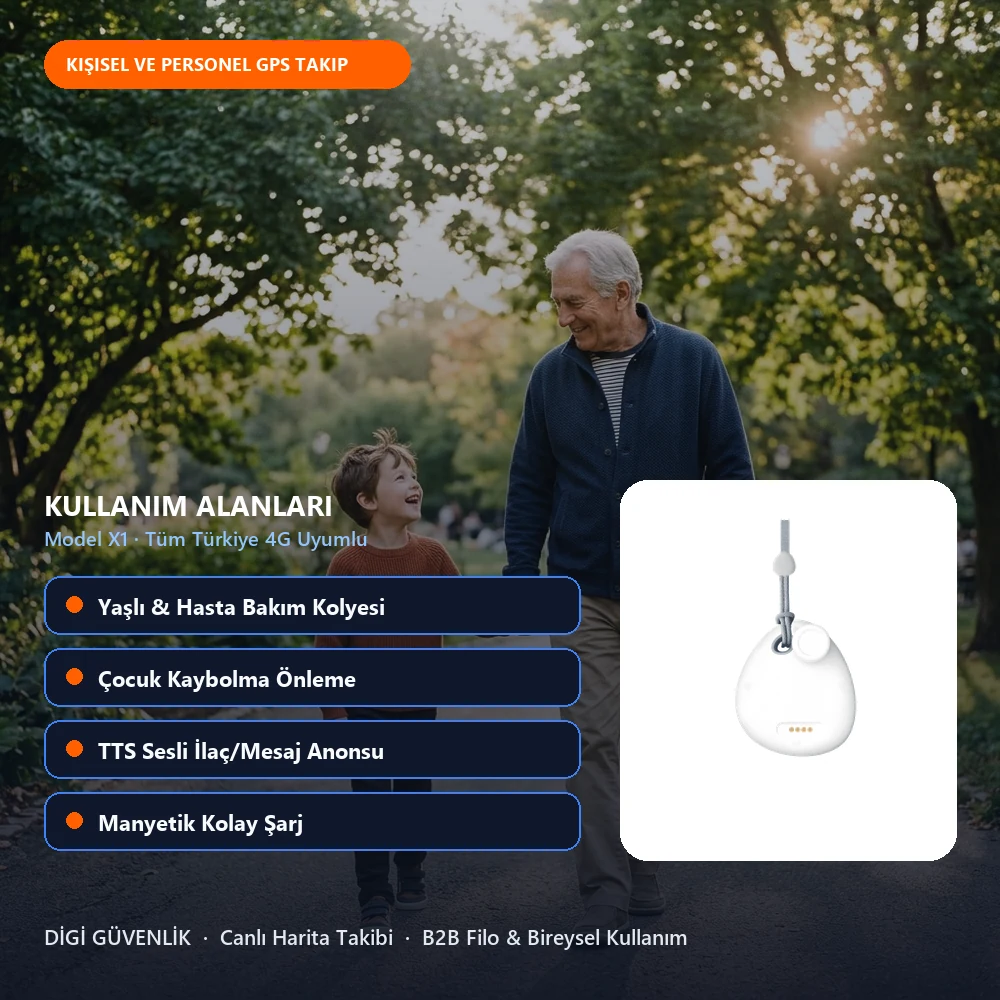 KIŞISEL VE PERSONEL GPS TAKIP
KULLANIM ALANLARI
Model X1 · Tüm Türkiye 4G Uyumlu
Yaşlı & Hasta Bakım Kolyesi
Çocuk Kaybolma Önleme
TTS Sesli İlaç/Mesaj Anonsu
Manyetik Kolay Şarj
DİGİ GÜVENLİK · Canlı Harita Takibi · B2B Filo & Bireysel Kullanım